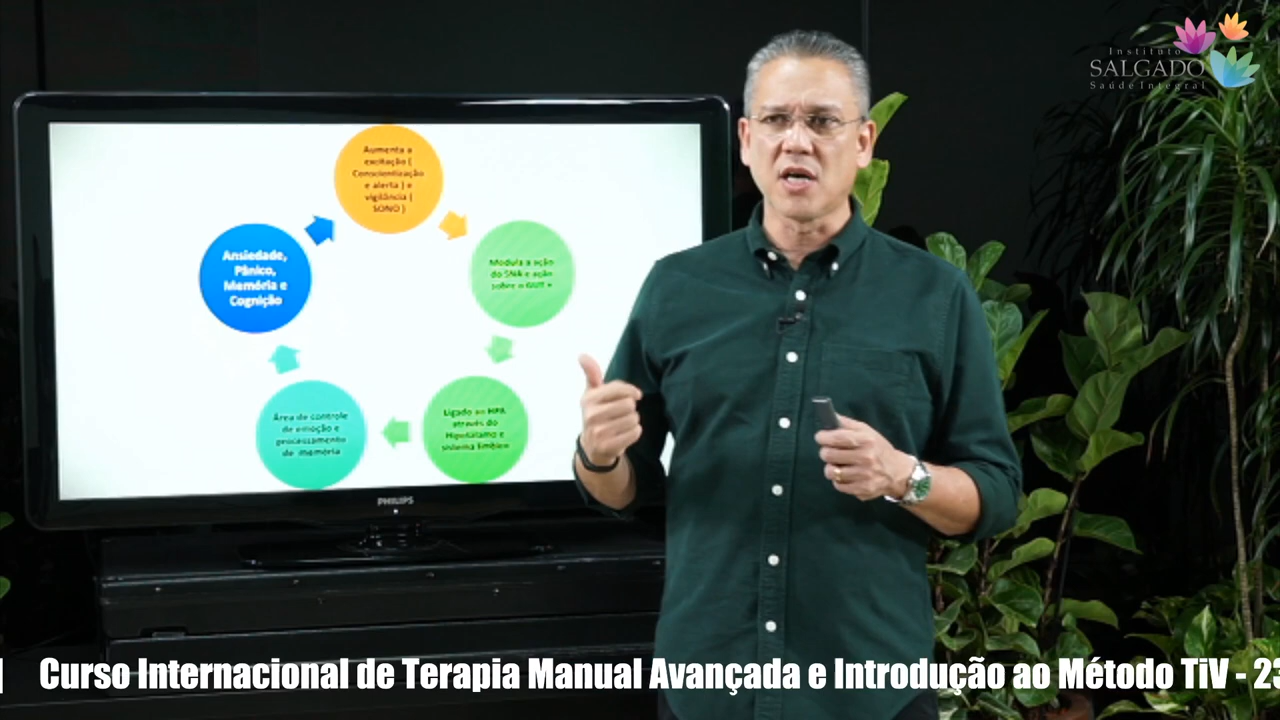 Instituto
SALGADO
Saúde Integral
Aumenta a
excitação (
Conscientização
e alerta ) e
vigilância (
SONO )
Modula a ação
do SNA e ação
sobre o
Ligado ao HPA
através do
Hipotálamo e
sistema límbico
Área de controle
de emoção e
processamento
de memória
Ansiedade,
Pânico,
Memória e
Cognição
PHILIPS
Curso Internacional de Terapia Manual Avançada e Introdução ao Método TiV - 23